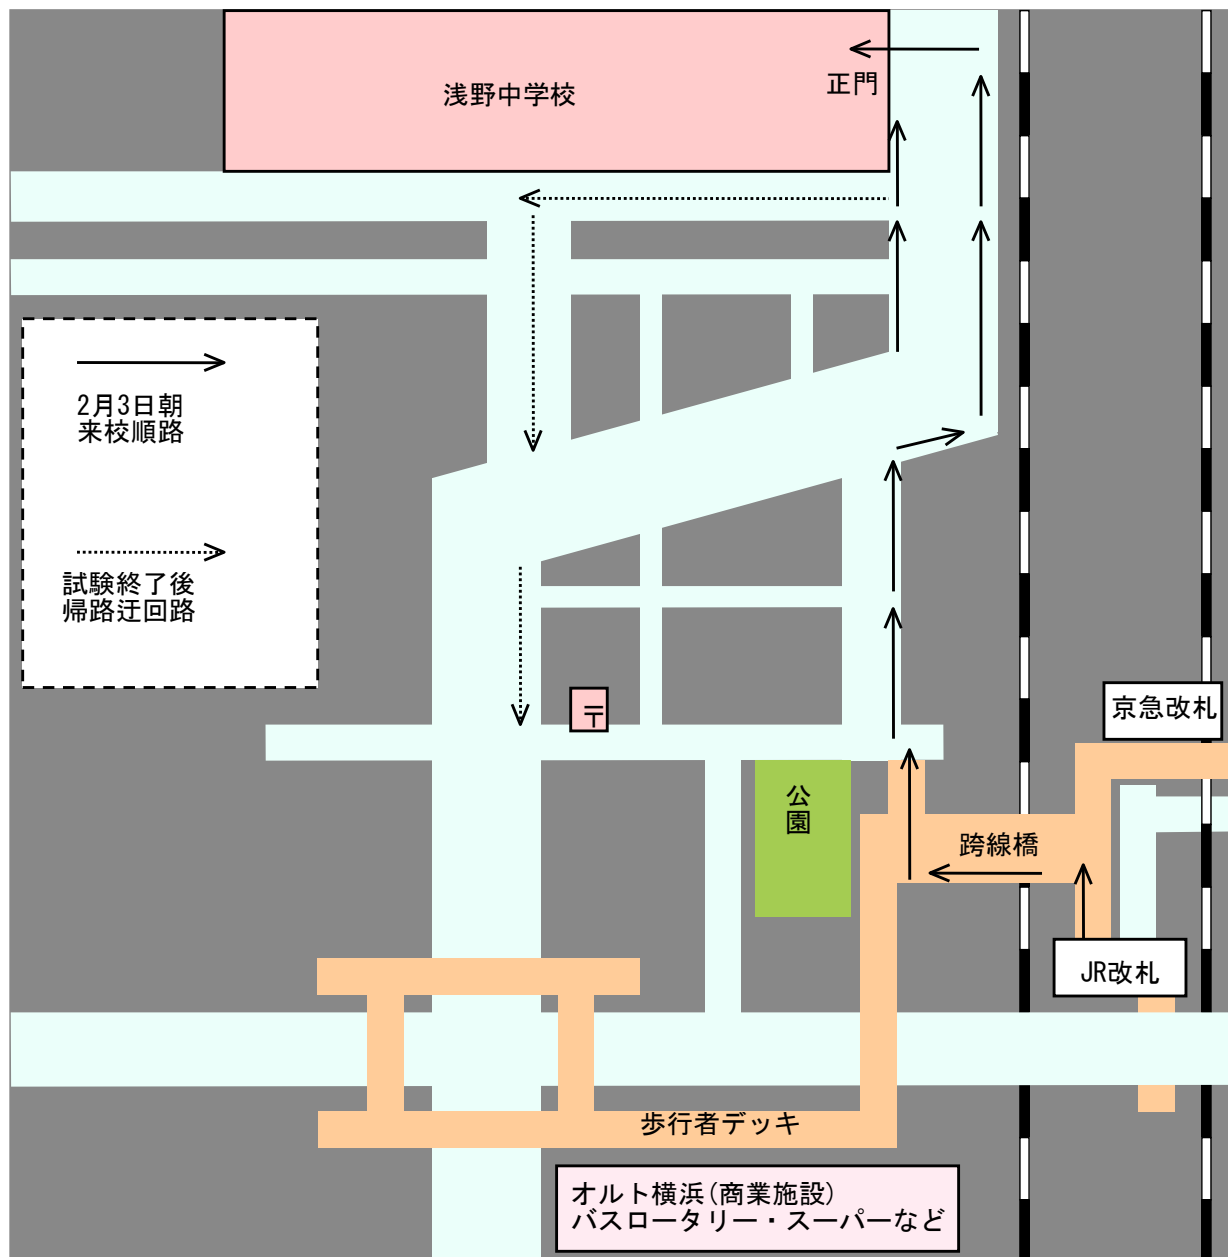 浅野中学校
正門
2月3日朝
来校順路
試験終了後
帰路迂回路
〒
京急改札
公
園
跨線橋
JR改札
歩行者デッキ
オルト横浜(商業施設)
バスロータリー・スーパーなど